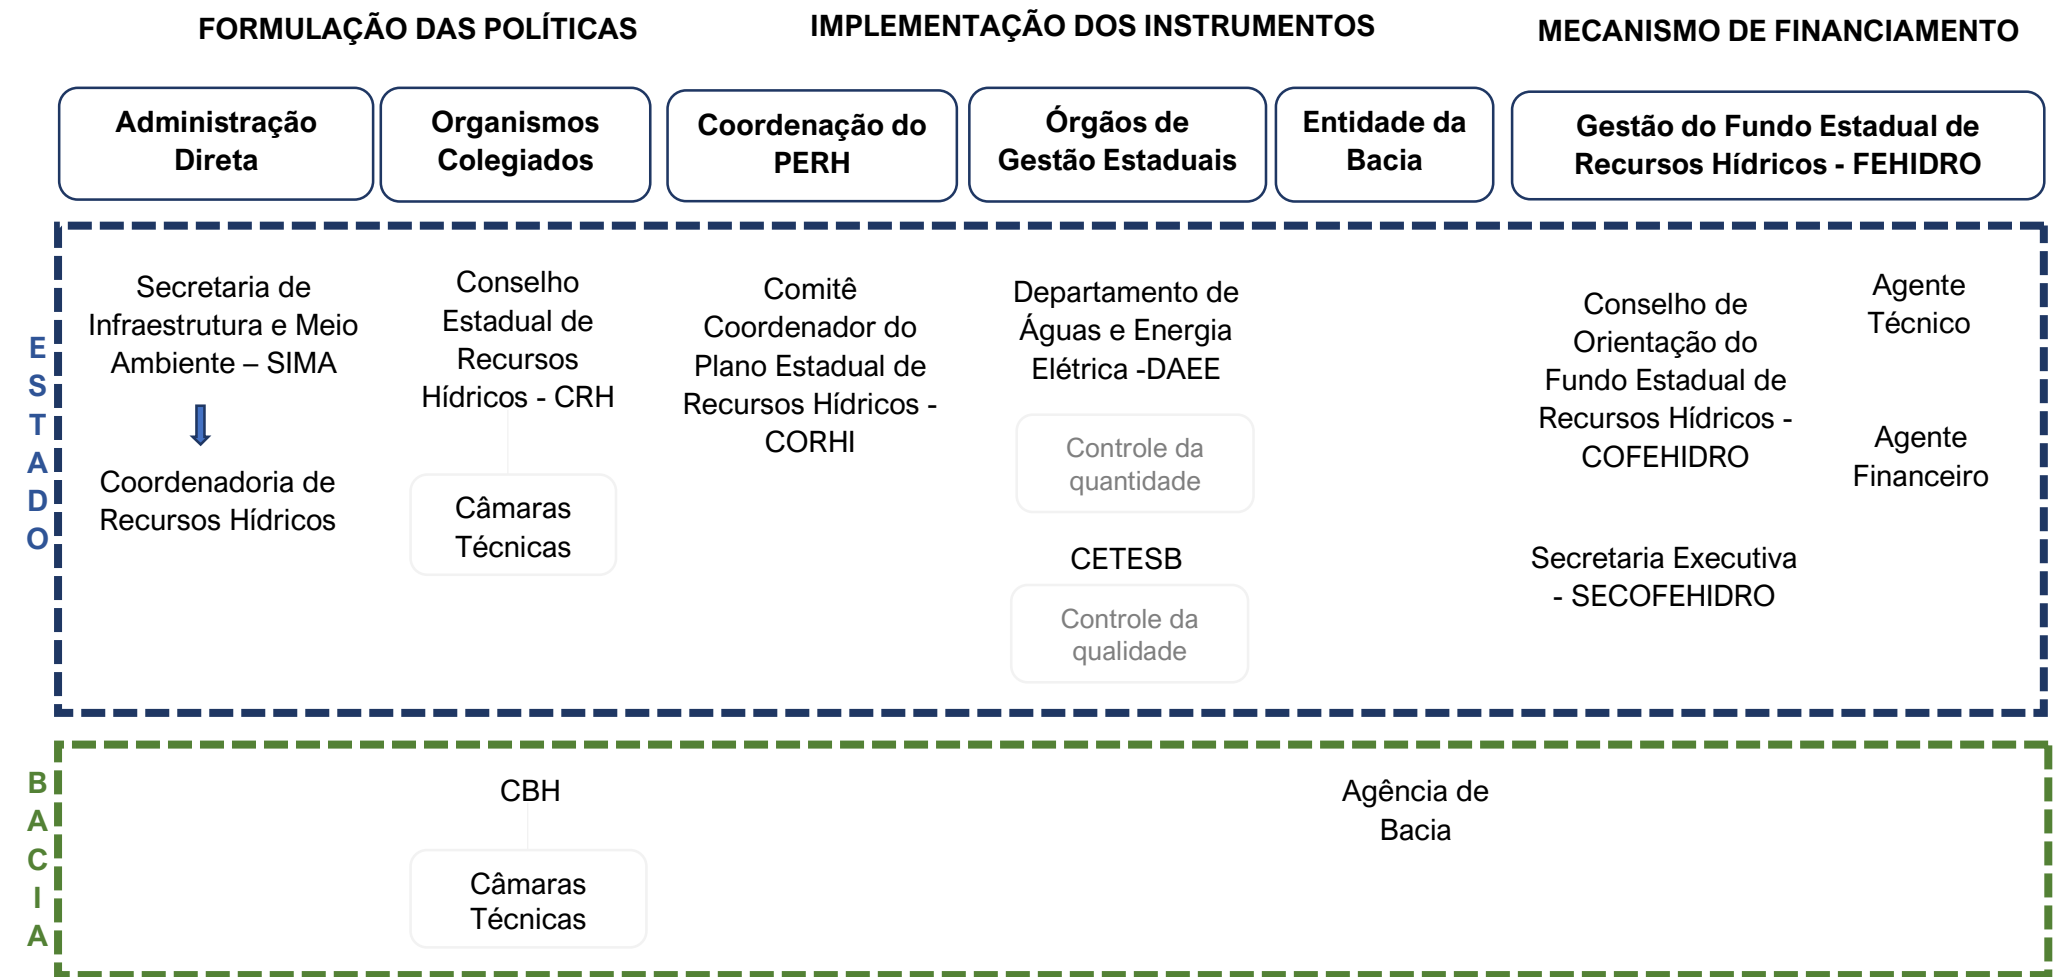 FORMULAÇÃO DAS POLÍTICAS
IMPLEMENTAÇÃO DOS INSTRUMENTOS
MECANISMO DE FINANCIAMENTO
Administração
Direta
Organismos
Colegiados
Coordenação do
PERH
Órgãos de
Gestão Estaduais
Entidade da
Bacia
Gestão do Fundo Estadual de
Recursos Hídricos - FEHIDRO
E
S
T
A
D
O
Secretaria de
Infraestrutura e Meio
Ambiente – SIMA
Coordenadoria de
Recursos Hídricos
Conselho
Estadual de
Recursos
Hídricos - CRH
Câmaras
Técnicas
Comitê
Coordenador do
Plano Estadual de
Recursos Hídricos -
CORHI
Departamento de
Águas e Energia
Elétrica -DAEE
Controle da
quantidade
CETESB
Controle da
qualidade
Conselho de
Orientação do
Fundo Estadual de
Recursos Hídricos -
COFEHIDRO
Secretaria Executiva
- SECOFEHIDRO
Agente
Técnico
Agente
Financeiro
B
A
C
I
A
CBH
Câmaras
Técnicas
Agência de
Bacia